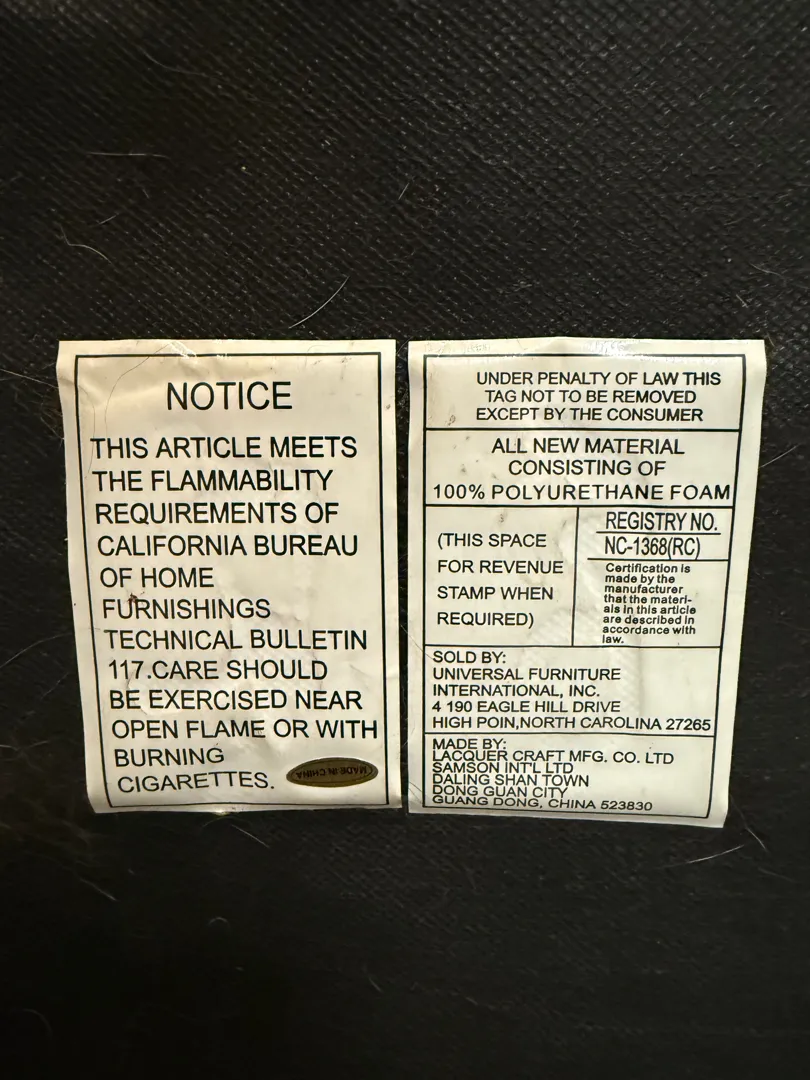 NOTICE
THIS ARTICLE MEETS
THE FLAMMABILITY
REQUIREMENTS OF
CALIFORNIA BUREAU
OF HOME
FURNISHINGS
TECHNICAL BULLETIN
117.CARE SHOULD
BE EXERCISED NEAR
OPEN FLAME OR WITH
BURNING
CIGARETTES.
MADE IN CHINA
UNDER PENALTY OF LAW THIS
TAG NOT TO BE REMOVED
EXCEPT BY THE CONSUMER
ALL NEW MATERIAL
CONSISTING OF
100% POLYURETHANE FOAM
(THIS SPACE
FOR REVENUE
STAMP WHEN
REQUIRED)
REGISTRY NO.
NC-1368(RC)
Certification is
made by the
manufacturer
that the materi-
als in this article
are described in
accordance with
law.
SOLD BY:
UNIVERSAL FURNITURE
INTERNATIONAL, INC.
4 190 EAGLE HILL DRIVE
HIGH POIN,NORTH CAROLINA 27265
MADE BY:
LACQUER CRAFT MFG. CO. LTD
SAMSON INT'L LTD
DALING SHAN TOWN
DONG GUAN CITY
GUANG DONG, CHINA 523830